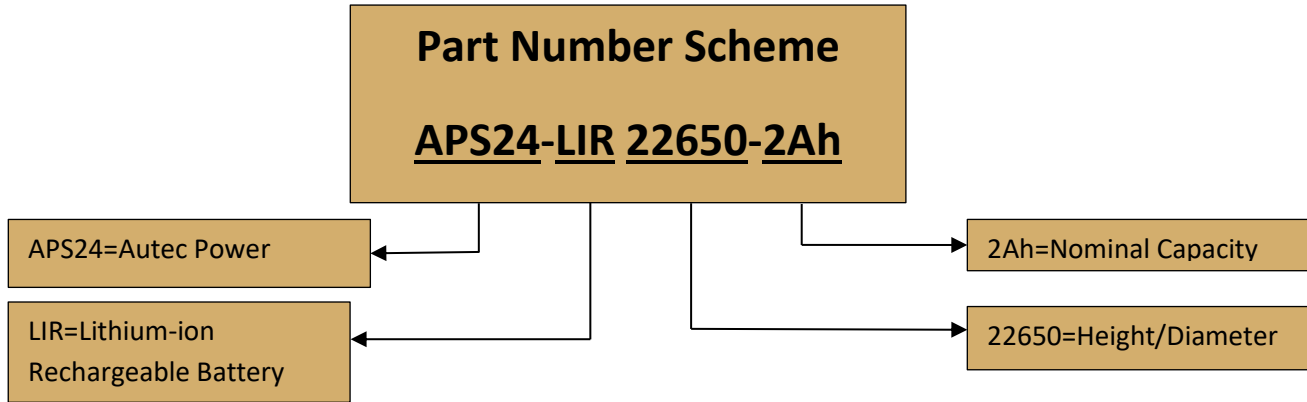 Part Number Scheme
APS24-LIR 22650-2Ah
APS24=Autec Power
2Ah=Nominal Capacity
LIR=Lithium-ion
Rechargeable Battery
22650=Height/Diameter